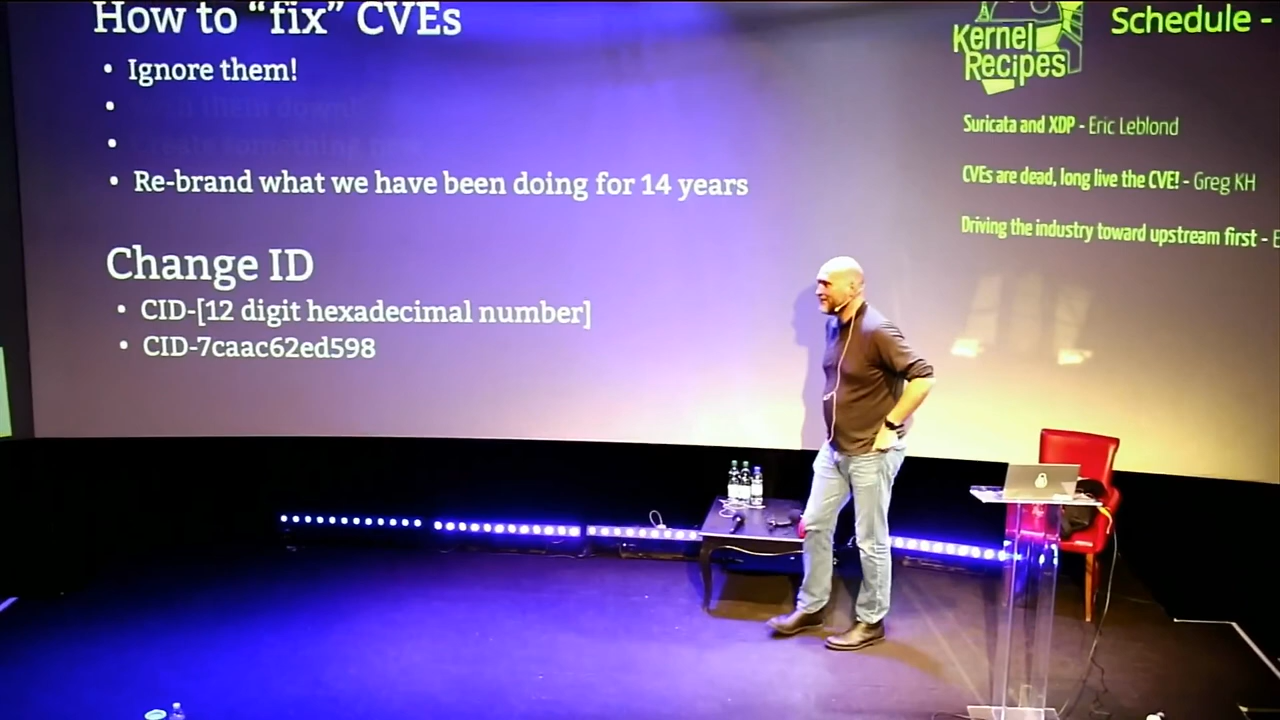 How to “fix” CVEs
• Ignore them!
•
•
• Re-brand what we have been doing for 14 years
Change ID
• CID-[12 digit hexadecimal number]
• CID-7caac62ed598
Kernel
Recipes
Schedule -
Suricata and XDP - Eric Leblond
CVEs are dead, long live the CVE! - Greg KH
Driving the industry toward upstream first - E